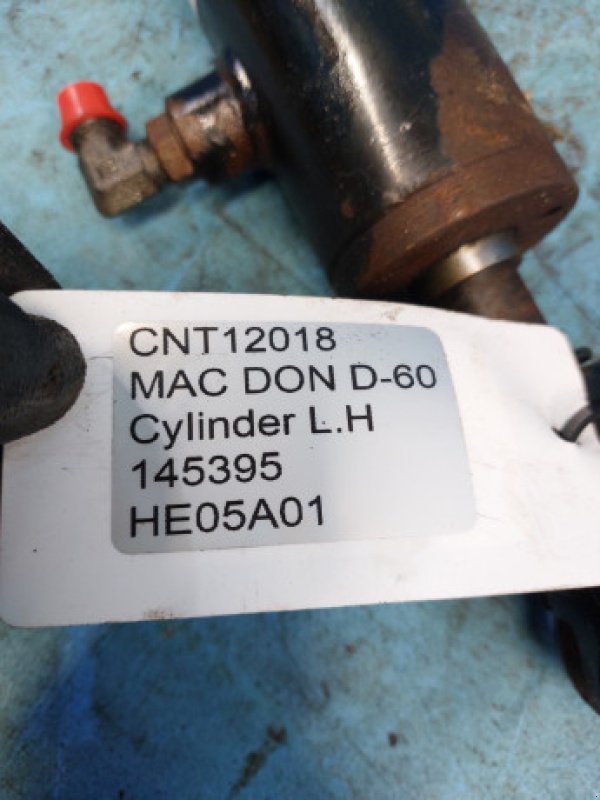 CNT12018
MAC DON D-60
Cylinder L.H
145395
HE05A01